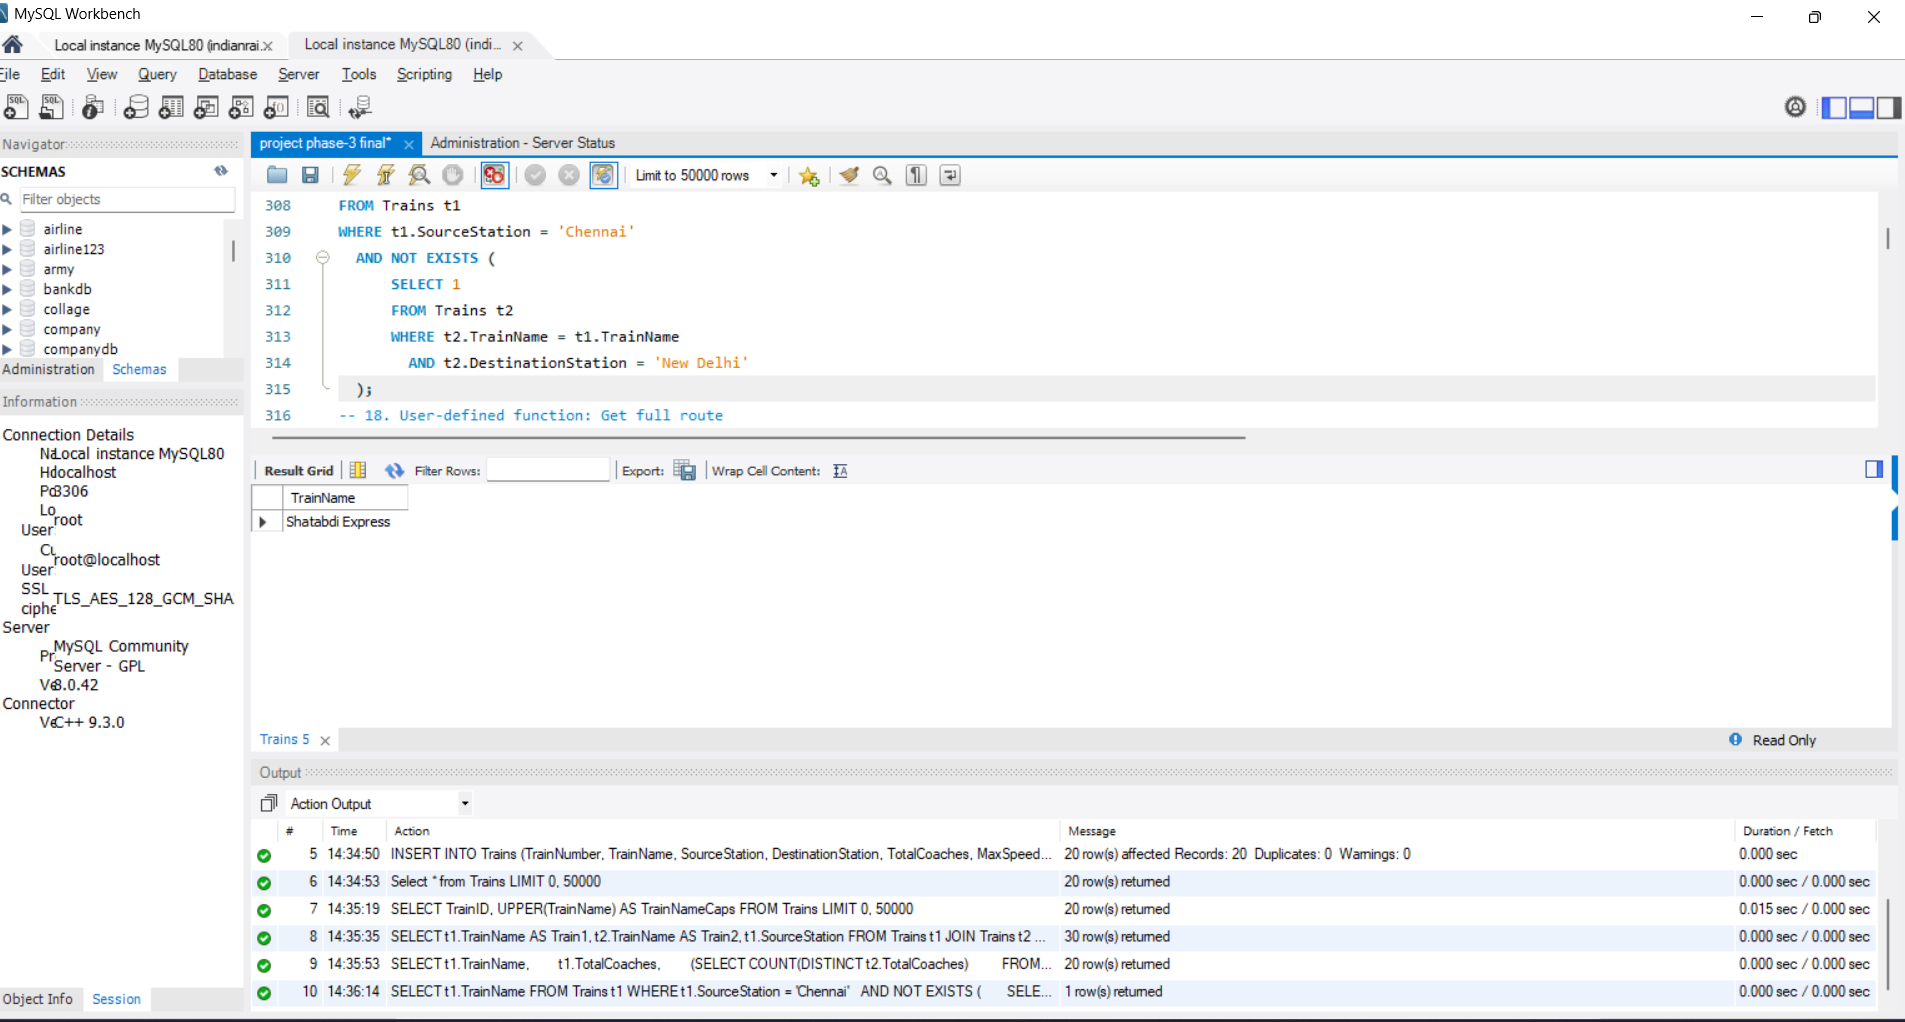 MySQL Workbench
Local instance MySQL80 (indianrai... x
Local instance MySQL80 (indi... x
File Edit View Query Database Server Tools Scripting Help
Navigator
project phase-3 final* x
Administration - Server Status
SCHEMAS
Limit to 50000 rows
Filter objects
airline
airline123
army
bankdb
collage
company
companydb
Administration Schemas
308 FROM Trains t1
309 WHERE t1.SourceStation = 'Chennai'
310 AND NOT EXISTS (
311 SELECT 1
312 FROM Trains t2
313 WHERE t2.TrainName = t1.TrainName
314 AND t2.DestinationStation = 'New Delhi'
315 );
316 -- 18. User-defined function: Get full route
Information
Connection Details
Local instance MySQL80
localhost
3306
root
User
root@localhost
User
SSL
TLS_AES_128_GCM_SHA
ciphe
Server
MySQL Community
Server - GPL
8.0.42
Connector
C++ 9.3.0
Result Grid Filter Rows: Export: Wrap Cell Content:
TrainName
Shatabdi Express
Trains 5 x
Read Only
Output
Action Output
# Time Action Message Duration / Fetch
5 14:34:50 INSERT INTO Trains (TrainNumber, TrainName, SourceStation, DestinationStation, TotalCoaches, MaxSpeed... 20 row(s) affected Records: 20 Duplicates: 0 Warnings: 0 0.000 sec
6 14:34:53 Select * from Trains LIMIT 0, 50000 20 row(s) returned 0.000 sec / 0.000 sec
7 14:35:19 SELECT TrainID, UPPER(TrainName) AS TrainNameCaps FROM Trains LIMIT 0, 50000 20 row(s) returned 0.015 sec / 0.000 sec
8 14:35:35 SELECT t1.TrainName AS Train1, t2.TrainName AS Train2, t1.SourceStation FROM Trains t1 JOIN Trains t2 ... 30 row(s) returned 0.000 sec / 0.000 sec
9 14:35:53 SELECT t1.TrainName, t1.TotalCoaches, (SELECT COUNT(DISTINCT t2.TotalCoaches) FROM... 20 row(s) returned 0.000 sec / 0.000 sec
10 14:36:14 SELECT t1.TrainName FROM Trains t1 WHERE t1.SourceStation = 'Chennai' AND NOT EXISTS ( SELE... 1 row(s) returned 0.000 sec / 0.000 sec
Object Info Session